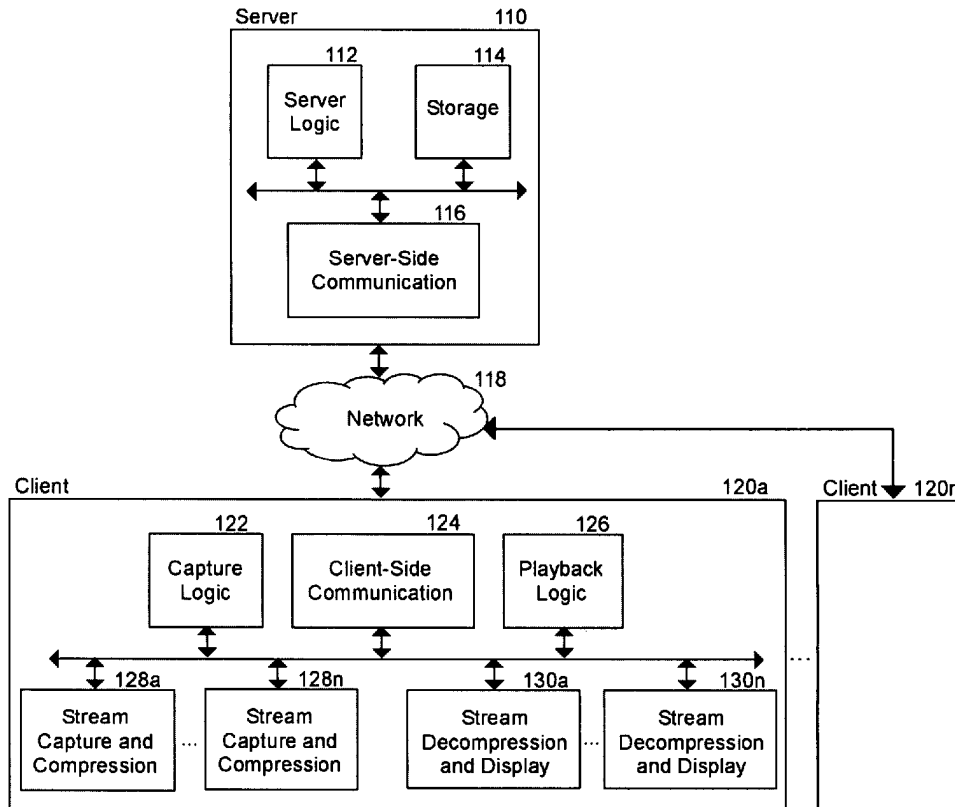 Server 110
112 114
Server Logic
Storage
116
Server-Side Communication
118
Network
Client 120a
Client 120n
122 124 126
Capture Logic
Client-Side Communication
Playback Logic
...
128a 128n 130a 130n
Stream Capture and Compression
...
Stream Capture and Compression
Stream Decompression and Display
...
Stream Decompression and Display